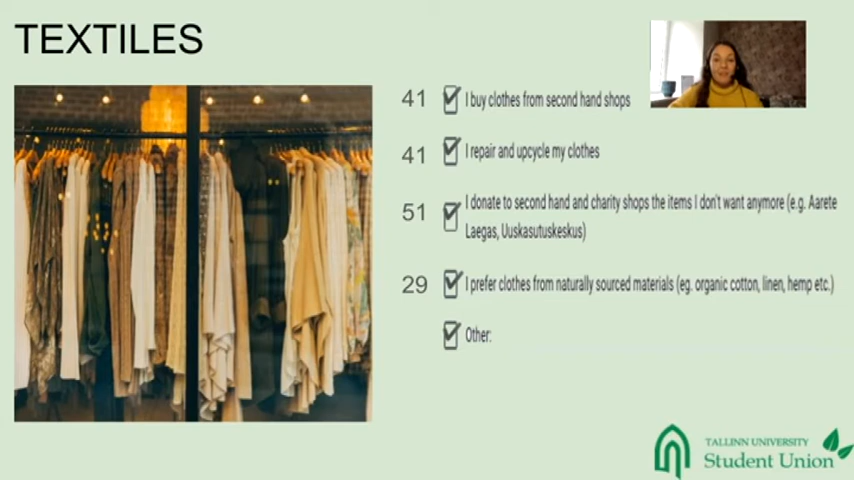 TEXTILES
41 I buy clothes from second hand shops
41 I repair and upcycle my clothes
51 I donate to second hand and charity shops the items I don't want anymore (e.g. Aarete
Laegas, Uuskasutuskeskus)
29 I prefer clothes from naturally sourced materials (eg. organic cotton, linen, hemp etc.)
Other:
TALLINN UNIVERSITY
Student Union